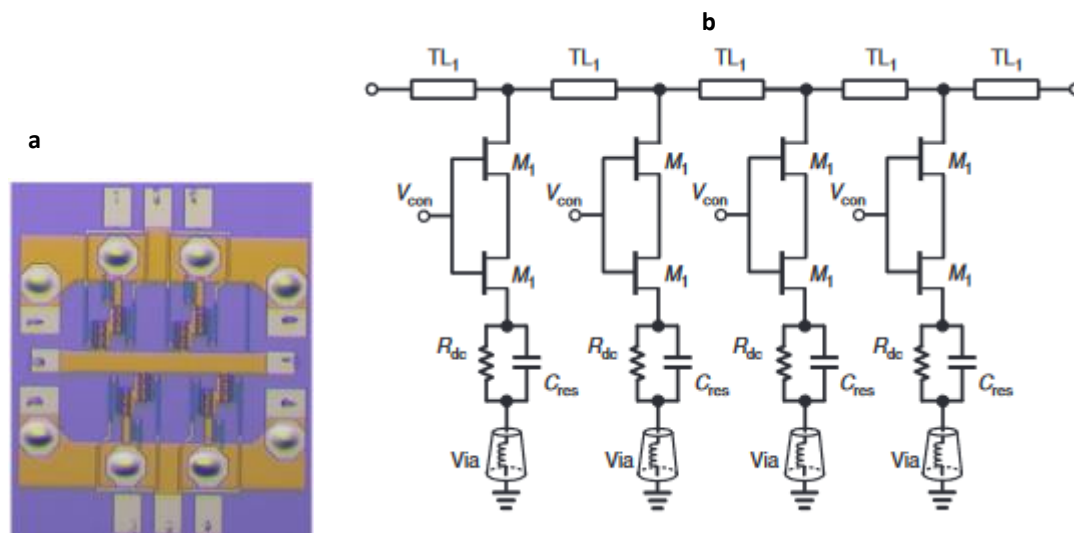 b
TL₁ TL₁ TL₁ TL₁ TL₁
a
M₁ M₁ M₁ M₁
Vcon Vcon Vcon Vcon
M₁ M₁ M₁ M₁
Rdc Rdc Rdc Rdc
Cres Cres Cres Cres
Via Via Via Via